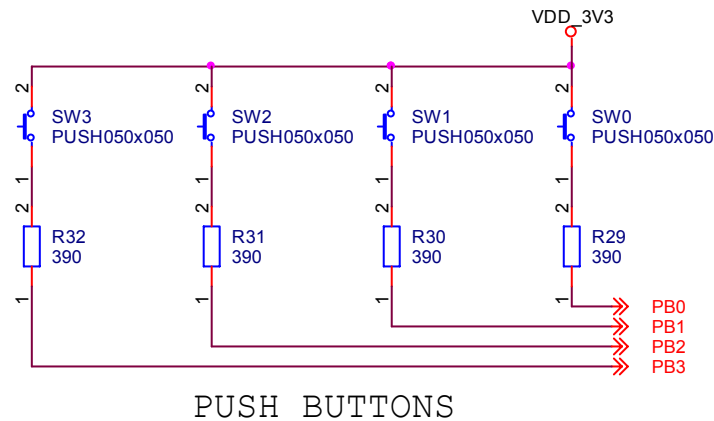 VDD_3V3
2
SW3
PUSH050x050
1
2
R32
390
1
2
SW2
PUSH050x050
1
2
R31
390
1
2
SW1
PUSH050x050
1
2
R30
390
1
2
SW0
PUSH050x050
1
2
R29
390
1
PB0
PB1
PB2
PB3
PUSH BUTTONS